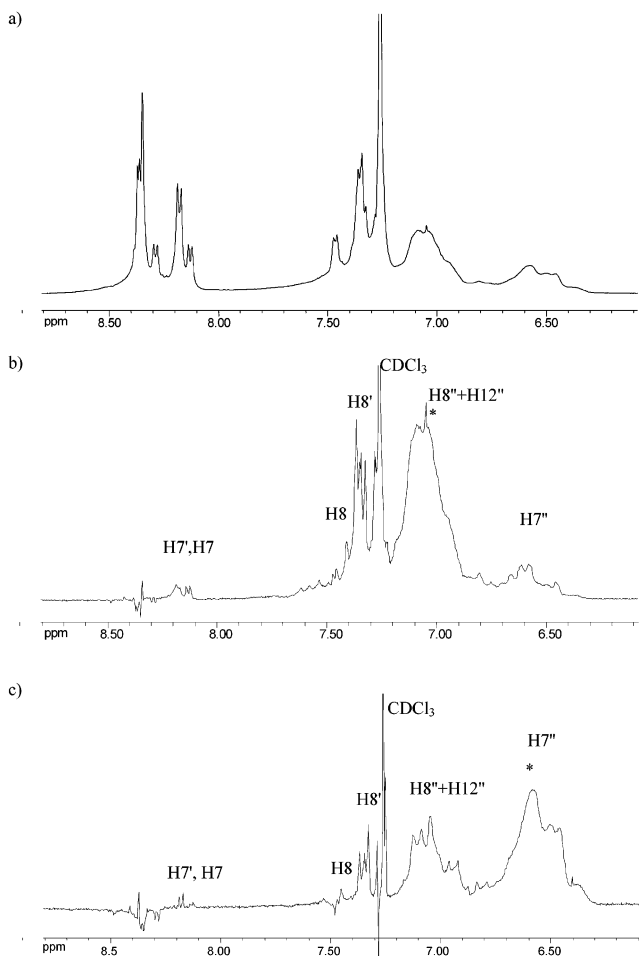 a)
ppm 8.50 8.00 7.50 7.00 6.50
b)
CDCl3
H8' H8"+H12"
*
H8
H7',H7 H7"
ppm 8.50 8.00 7.50 7.00 6.50
c)
CDCl3
H7"
*
H8"+H12"
H8'
H8
H7', H7
ppm 8.50 8.00 7.50 7.00 6.50